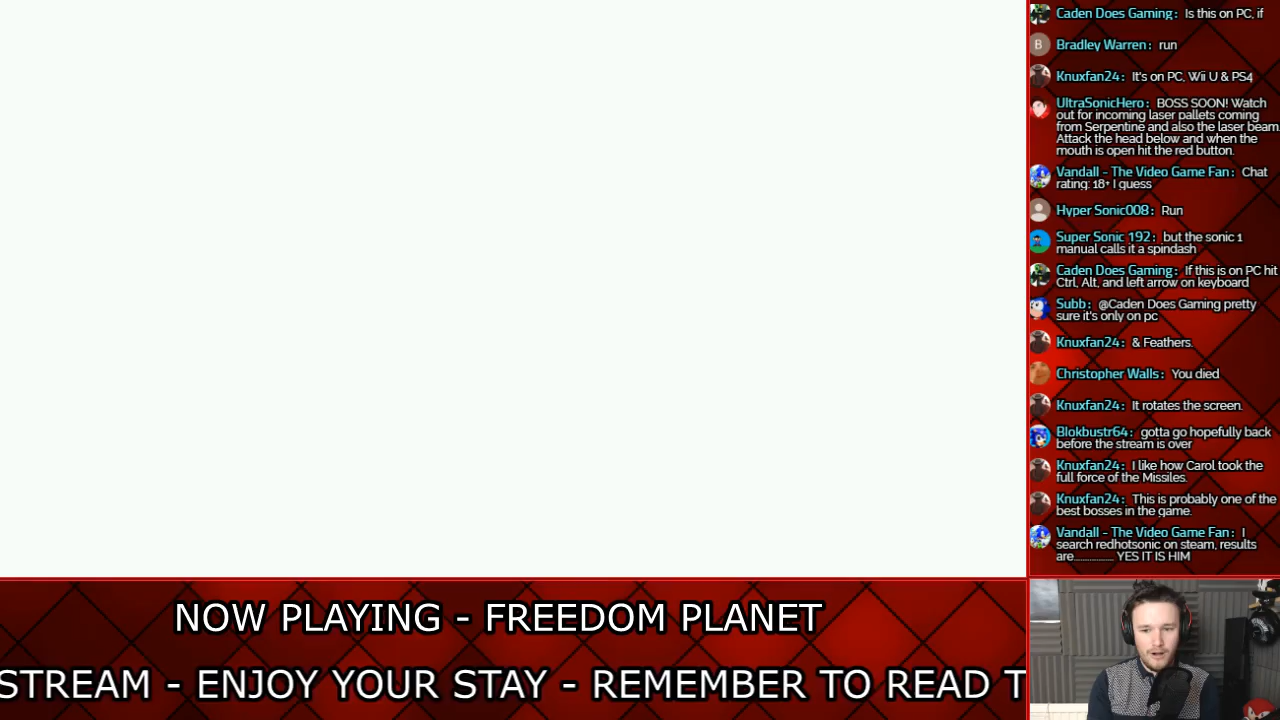 Caden Does Gaming: Is this on PC, if
B
Bradley Warren: run
Knuxfan24: It's on PC, Wii U & PS4
UltraSonicHero: BOSS SOON! Watch
out for incoming laser pallets coming
from Serpentine and also the laser beam.
Attack the head below and when the
mouth is open hit the red button.
Vandall - The Video Game Fan: Chat
rating: 18+ I guess
Hyper Sonic008: Run
Super Sonic 192: but the sonic 1
manual calls it a spindash
Caden Does Gaming: If this is on PC hit
Ctrl, Alt, and left arrow on keyboard
Subb: @Caden Does Gaming pretty
sure it's only on pc
Knuxfan24: & Feathers.
Christopher Walls: You died
Knuxfan24: It rotates the screen.
Blokbustr64: gotta go hopefully back
before the stream is over
Knuxfan24: I like how Carol took the
full force of the Missiles.
Knuxfan24: This is probably one of the
best bosses in the game.
Vandall - The Video Game Fan: I
search redhotsonic on steam, results
are.................... YES IT IS HIM
NOW PLAYING - FREEDOM PLANET
STREAM - ENJOY YOUR STAY - REMEMBER TO READ T